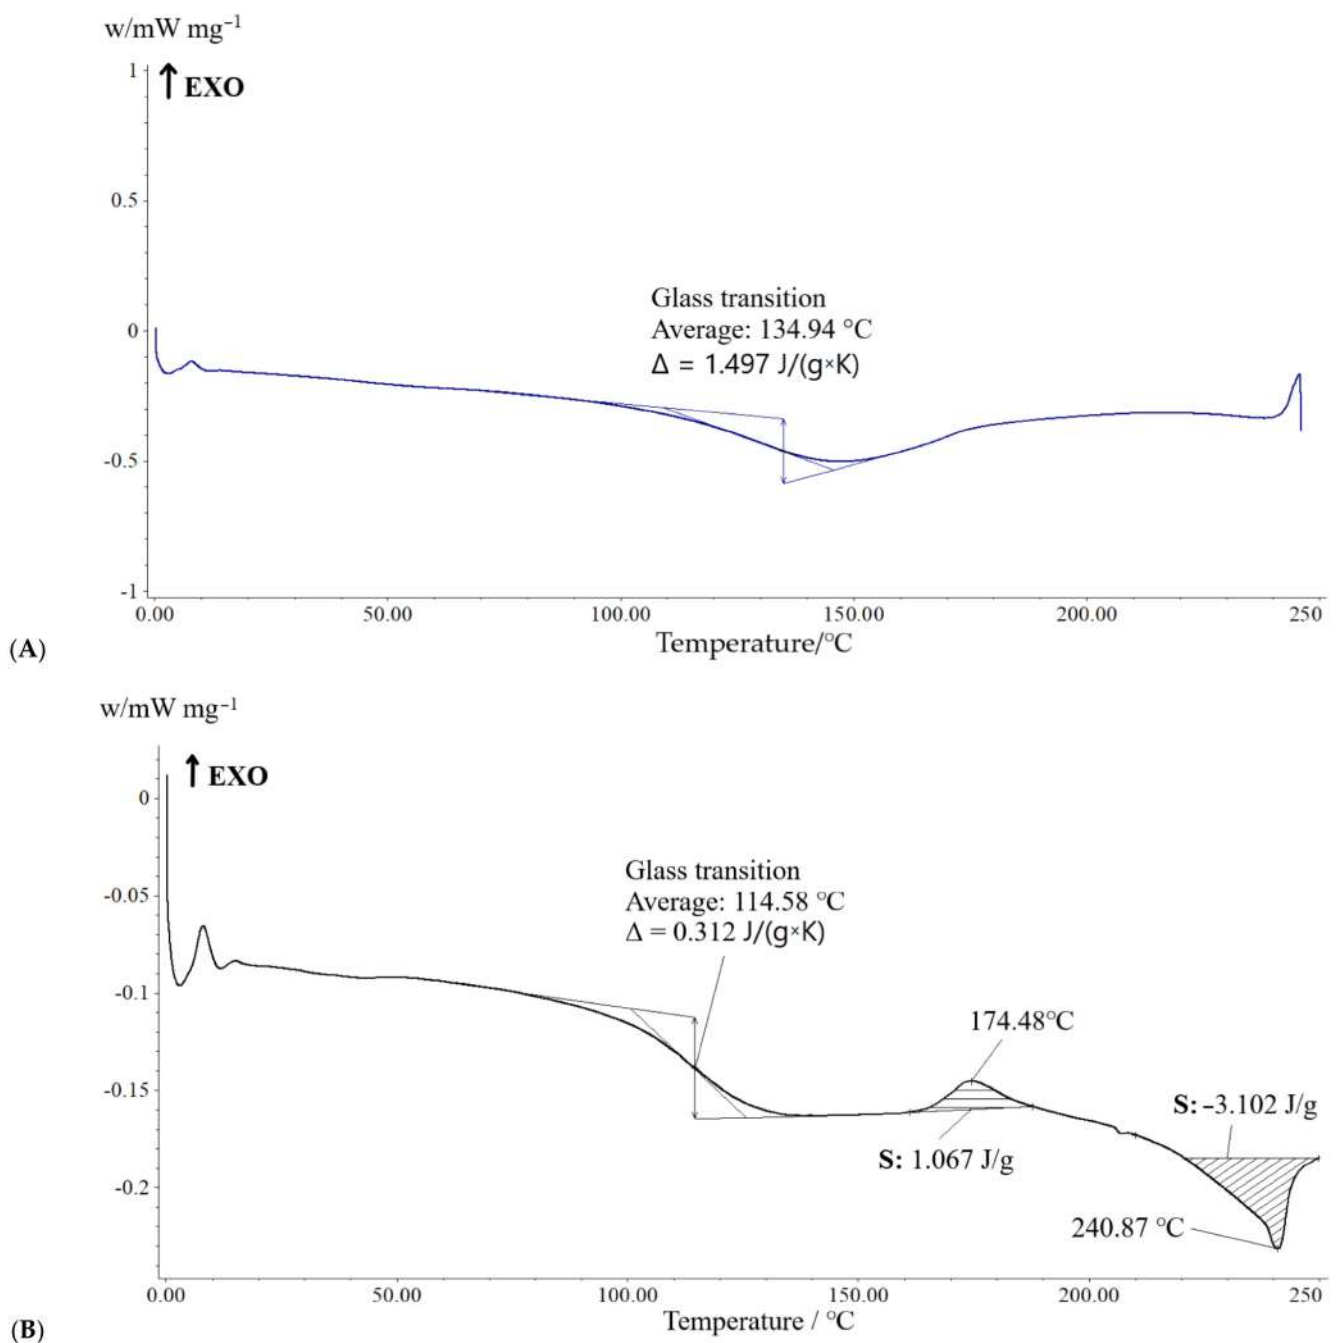 w/mW mg⁻¹
1
↑ EXO
0.5
Glass transition
Average: 134.94 °C
Δ = 1.497 J/(g×K)
0
-0.5
-1
0.00 50.00 100.00 150.00 200.00 250
Temperature/°C
(A)
w/mW mg⁻¹
↑ EXO
0
Glass transition
Average: 114.58 °C
Δ = 0.312 J/(g×K)
-0.05
-0.1
174.48°C
-0.15
S: -3.102 J/g
S: 1.067 J/g
-0.2
240.87 °C
0.00 50.00 100.00 150.00 200.00 250.00
Temperature / °C
(B)